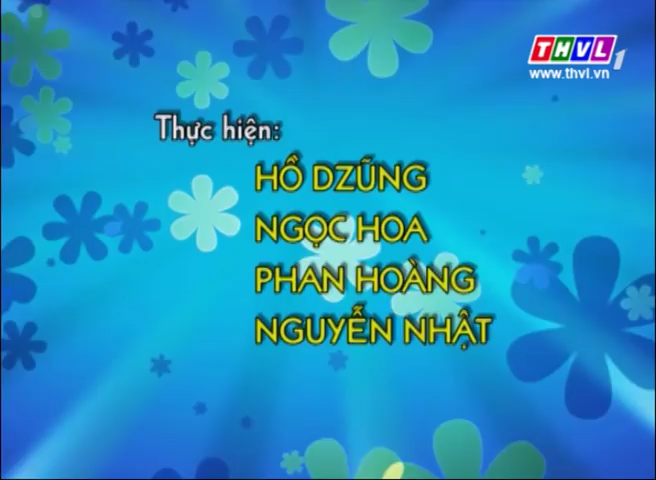 THVL1
www.thvl.vn
Thực hiện:
HỒ DZŨNG
NGỌC HOA
PHAN HOÀNG
NGUYỄN NHẬT